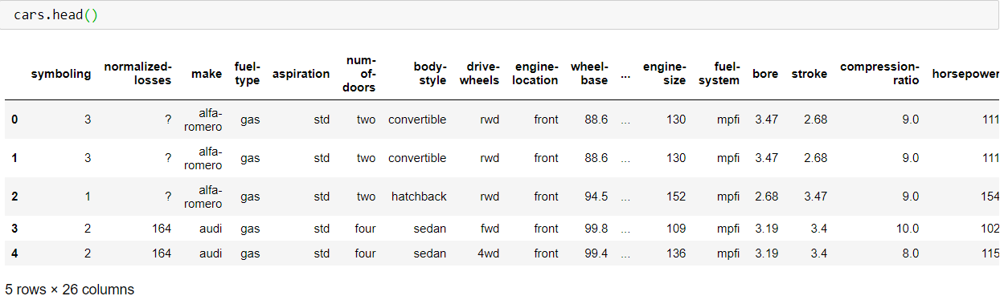 cars.head()
symboling normalized-losses make fuel-type aspiration num-of-doors body-style drive-wheels engine-location wheel-base ... engine-size fuel-system bore stroke compression-ratio horsepower
0 3 ? alfa-romero gas std two convertible rwd front 88.6 ... 130 mpfi 3.47 2.68 9.0 111
1 3 ? alfa-romero gas std two convertible rwd front 88.6 ... 130 mpfi 3.47 2.68 9.0 111
2 1 ? alfa-romero gas std two hatchback rwd front 94.5 ... 152 mpfi 2.68 3.47 9.0 154
3 2 164 audi gas std four sedan fwd front 99.8 ... 109 mpfi 3.19 3.4 10.0 102
4 2 164 audi gas std four sedan 4wd front 99.4 ... 136 mpfi 3.19 3.4 8.0 115
5 rows × 26 columns